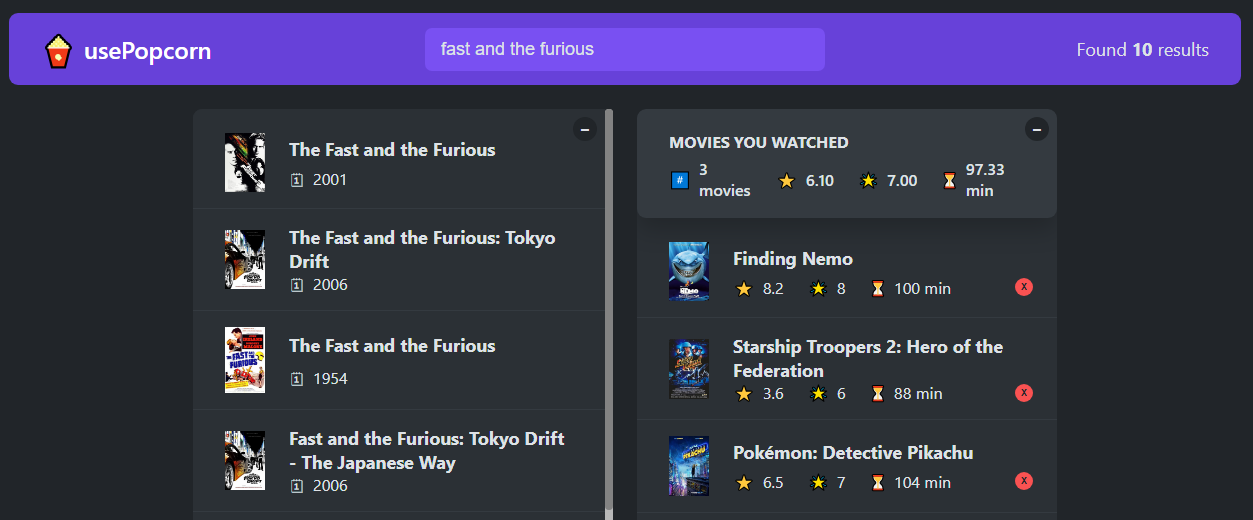 usePopcorn
fast and the furious
Found 10 results
The Fast and the Furious
2001
The Fast and the Furious: Tokyo
Drift
2006
The Fast and the Furious
1954
Fast and the Furious: Tokyo Drift
- The Japanese Way
2006
MOVIES YOU WATCHED
# 3 movies 6.10 7.00 97.33 min
Finding Nemo
8.2 8 100 min X
Starship Troopers 2: Hero of the
Federation
3.6 6 88 min X
Pokémon: Detective Pikachu
6.5 7 104 min X